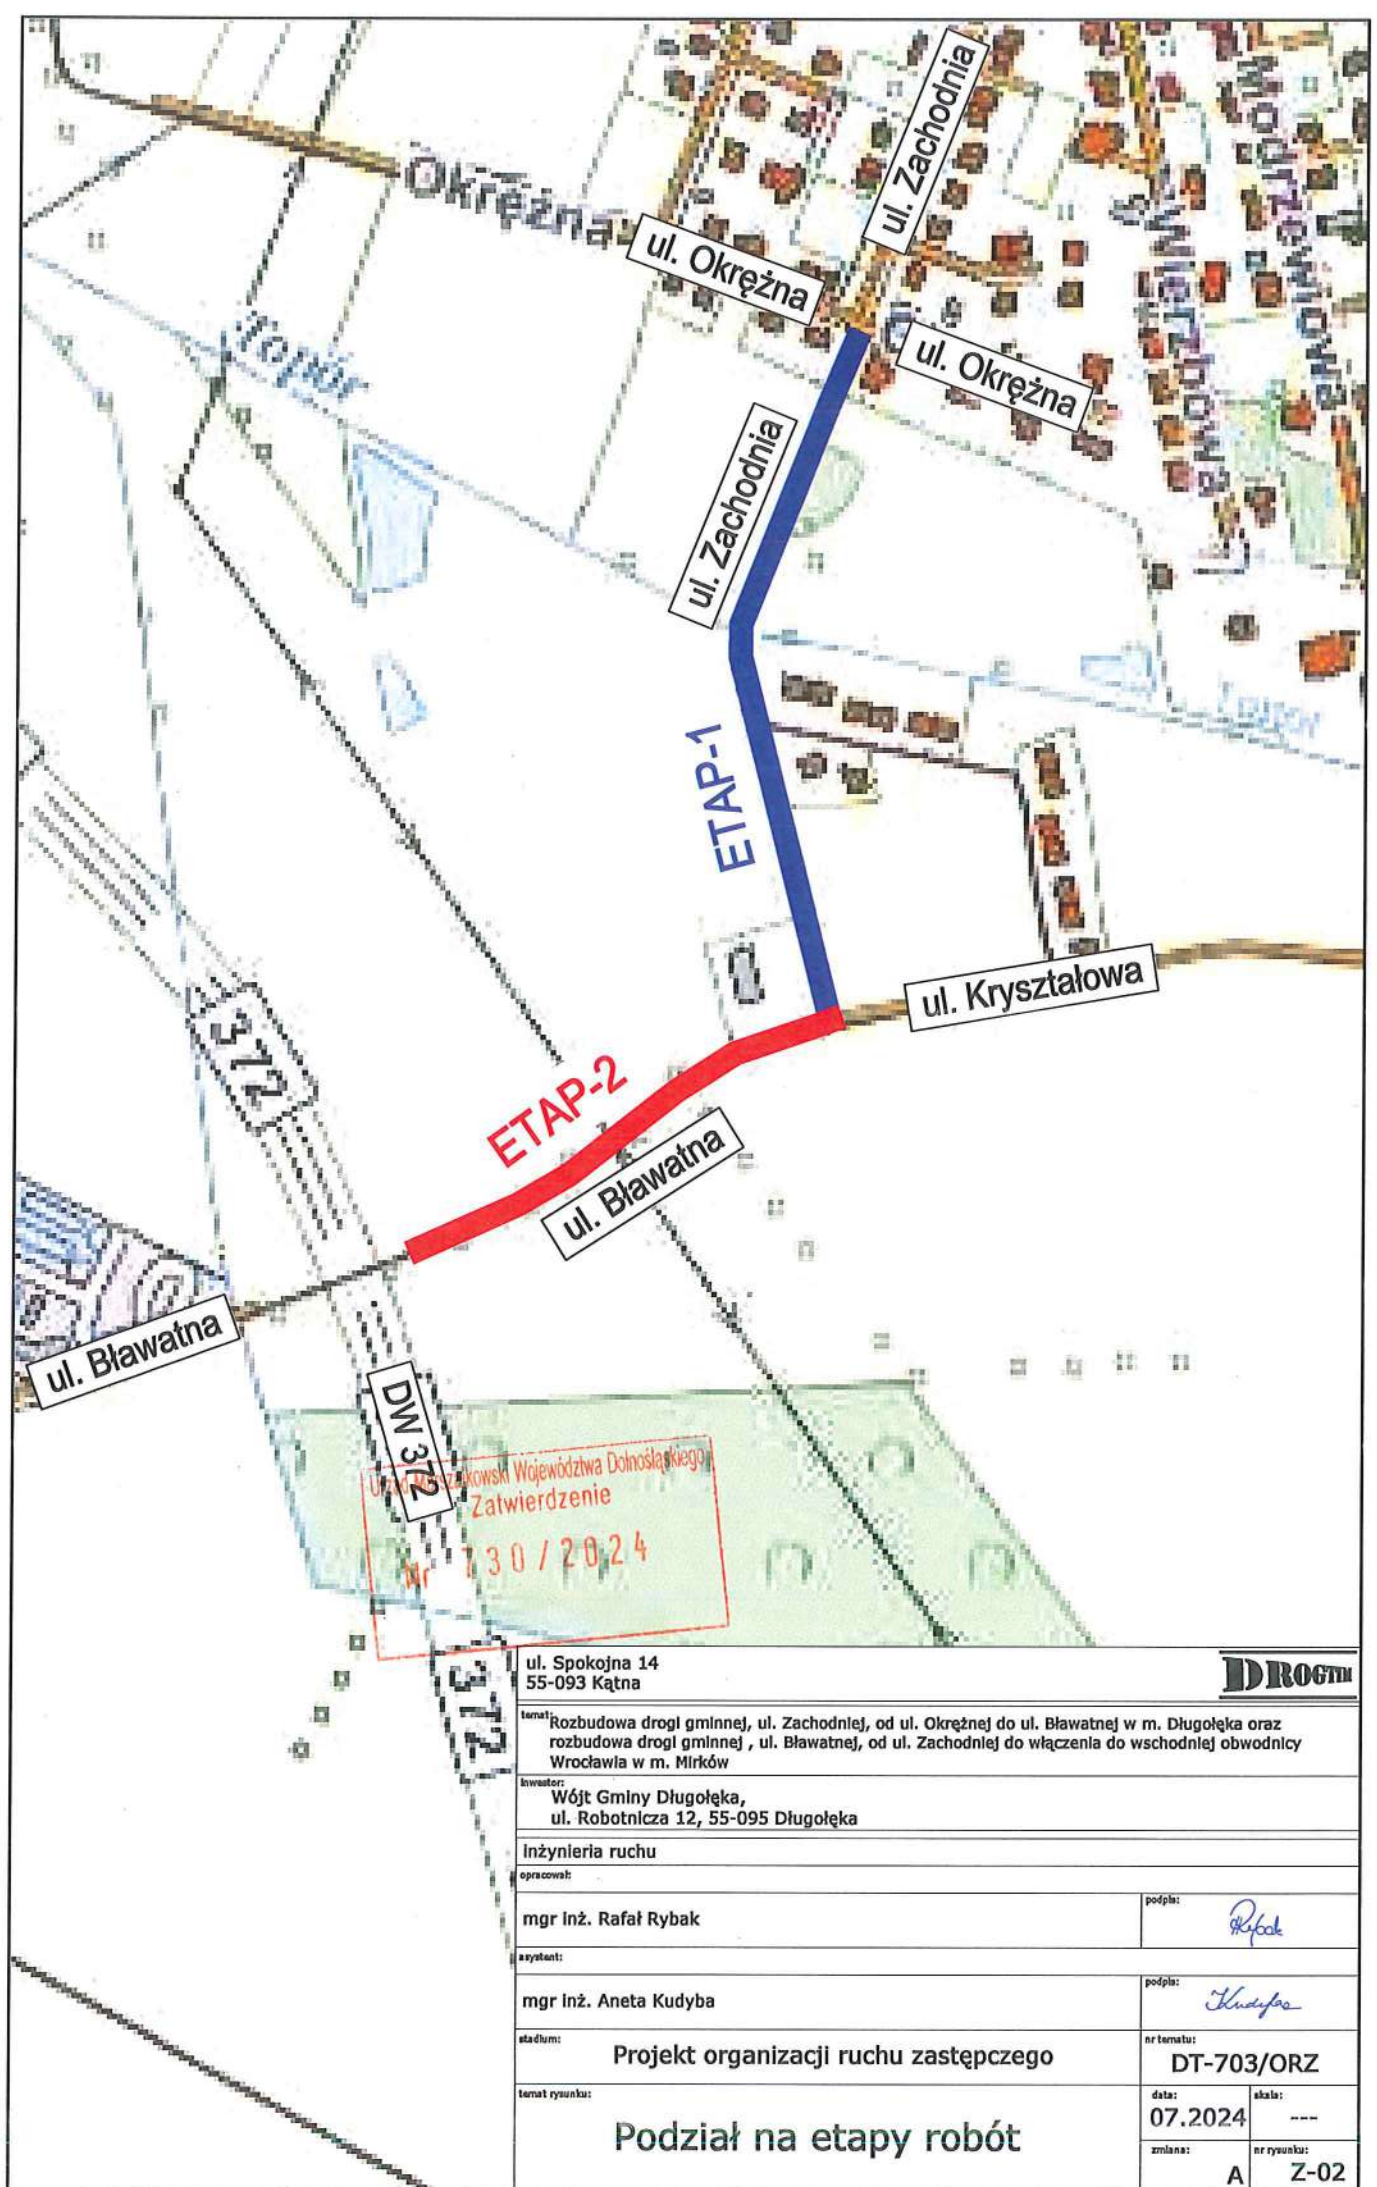 Okrężna
ul. Zachodnia
ul. Okrężna
ul. Okrężna
Modrzewiowa
Wierzbowa
Topór
ul. Zachodnia
ETAP-1
ul. Kryształowa
372
ETAP-2
ul. Bławatna
ul. Bławatna
DW 372
Urząd Marszałkowski Województwa Dolnośląskiego
Zatwierdzenie
Nr 730/2024
372
ul. Spokojna 14
55-093 Kątna
DROGTIM
temat:
Rozbudowa drogi gminnej, ul. Zachodniej, od ul. Okrężnej do ul. Bławatnej w m. Długołęka oraz
rozbudowa drogi gminnej , ul. Bławatnej, od ul. Zachodniej do włączenia do wschodniej obwodnicy
Wrocławia w m. Mirków
inwestor:
Wójt Gminy Długołęka,
ul. Robotnicza 12, 55-095 Długołęka
inżynieria ruchu
opracował:
mgr inż. Rafał Rybak
podpis:
Rybak
asystent:
mgr inż. Aneta Kudyba
podpis:
Kudyba
stadium:
Projekt organizacji ruchu zastępczego
nr tematu:
DT-703/ORZ
temat rysunku:
Podział na etapy robót
data:
07.2024
skala:
---
zmiana:
A
nr rysunku:
Z-02